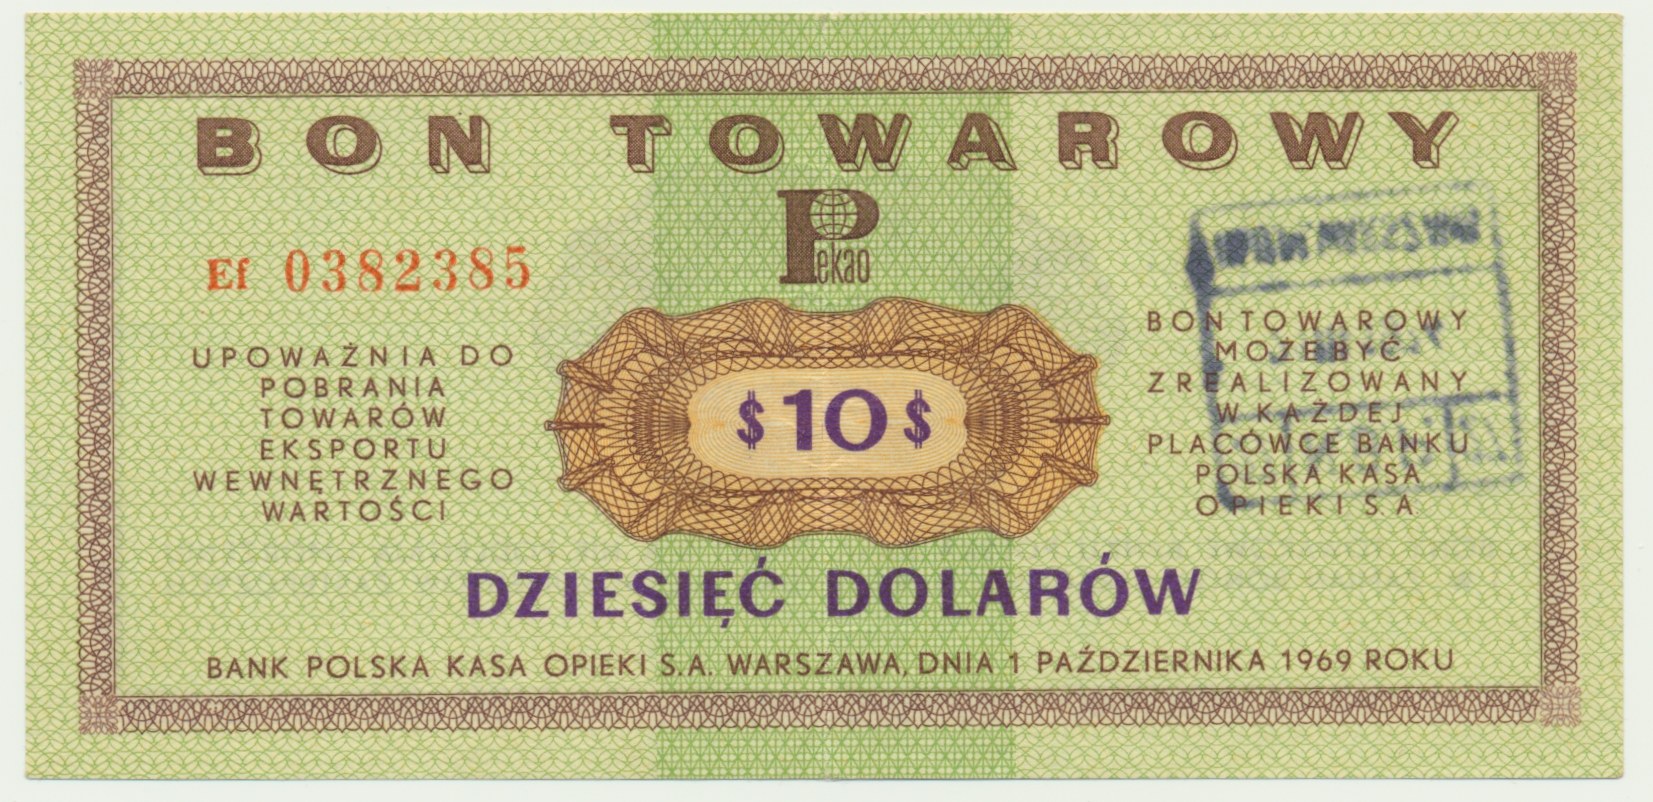 BON TOWAROWY
Pekao
Ef 0382385
UPOWAŻNIA DO
POBRANIA
TOWARÓW
EKSPORTU
WEWNĘTRZNEGO
WARTOŚCI
$10$
BON TOWAROWY
MOŻE BYĆ
ZREALIZOWANY
W KAŻDEJ
PLACÓWCE BANKU
POLSKA KASA
OPIEKI S.A
DZIESIĘĆ DOLARÓW
BANK POLSKA KASA OPIEKI S.A. WARSZAWA, DNIA 1 PAŹDZIERNIKA 1969 ROKU